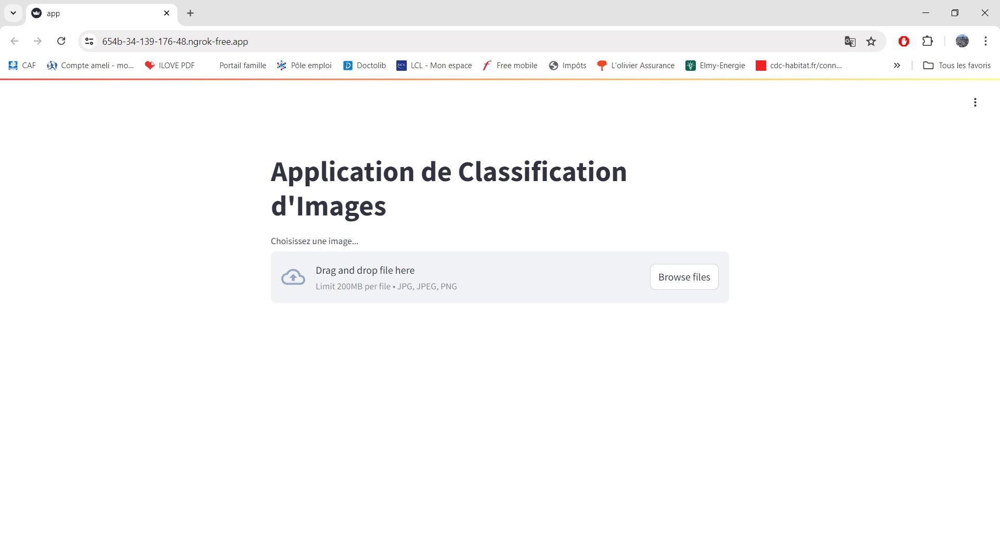 app
654b-34-139-176-48.ngrok-free.app
CAF Compte ameli - mo... ILOVE PDF Portail famille Pôle emploi Doctolib LCL - Mon espace Free mobile Impôts L'olivier Assurance Elmy-Energie cdc-habitat.fr/conn... Tous les favoris
Application de Classification
d'Images
Choisissez une image...
Drag and drop file here
Limit 200MB per file • JPG, JPEG, PNG
Browse files